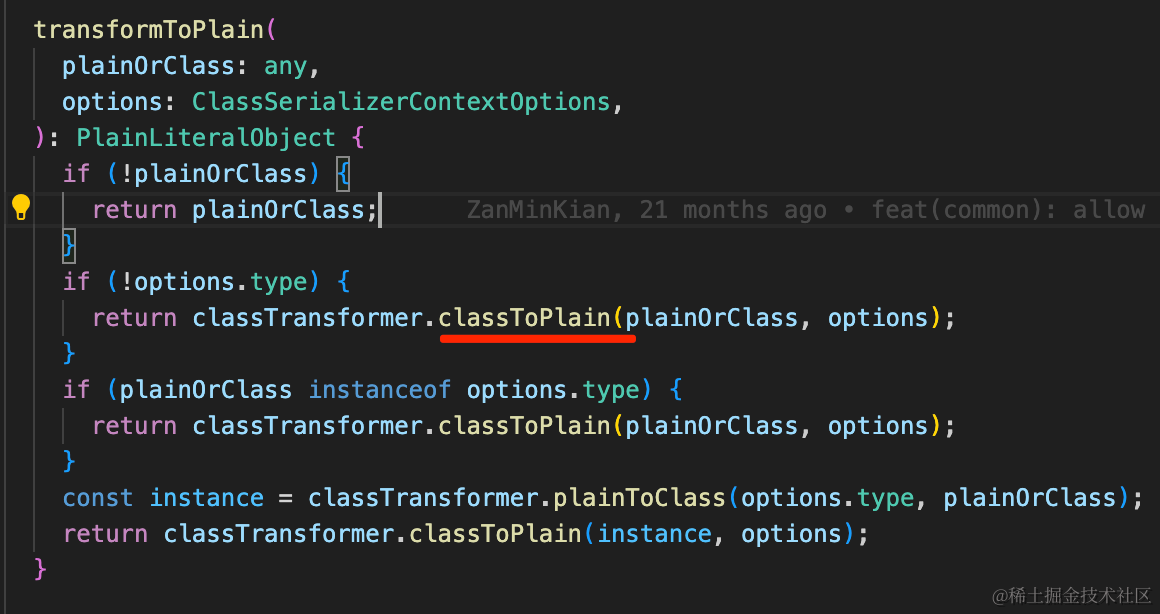 transformToPlain(
  plainOrClass: any,
  options: ClassSerializerContextOptions,
): PlainLiteralObject {
  if (!plainOrClass) {
    return plainOrClass;     ZanMinKian, 21 months ago • feat(common): allow
  }
  if (!options.type) {
    return classTransformer.classToPlain(plainOrClass, options);
  }
  if (plainOrClass instanceof options.type) {
    return classTransformer.classToPlain(plainOrClass, options);
  }
  const instance = classTransformer.plainToClass(options.type, plainOrClass);
  return classTransformer.classToPlain(instance, options);
}
@稀土掘金技术社区